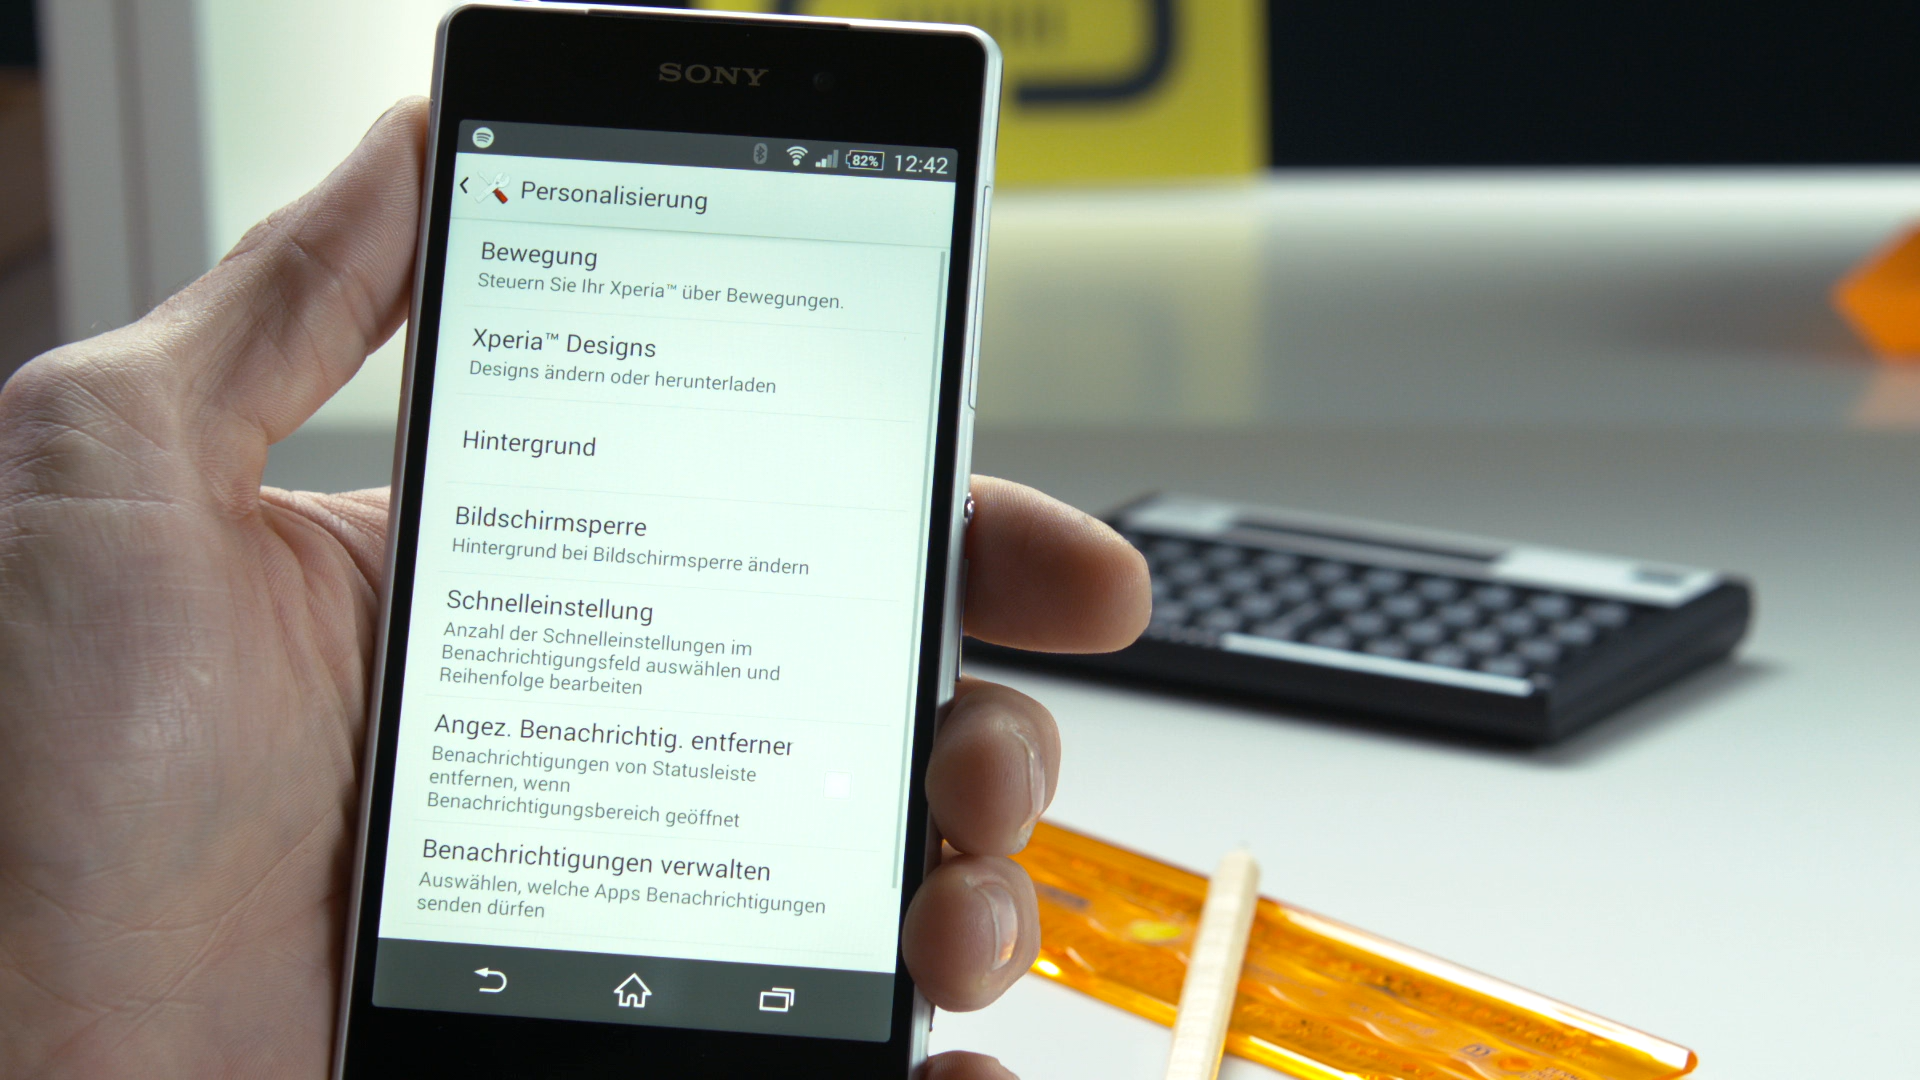 SONY
82% 12:42
Personalisierung
Bewegung
Steuern Sie Ihr Xperia™ über Bewegungen.
Xperia™ Designs
Designs ändern oder herunterladen
Hintergrund
Bildschirmsperre
Hintergrund bei Bildschirmsperre ändern
Schnelleinstellung
Anzahl der Schnelleinstellungen im
Benachrichtigungsfeld auswählen und
Reihenfolge bearbeiten
Angez. Benachrichtig. entferner
Benachrichtigungen von Statusleiste
entfernen, wenn
Benachrichtigungsbereich geöffnet
Benachrichtigungen verwalten
Auswählen, welche Apps Benachrichtigungen
senden dürfen